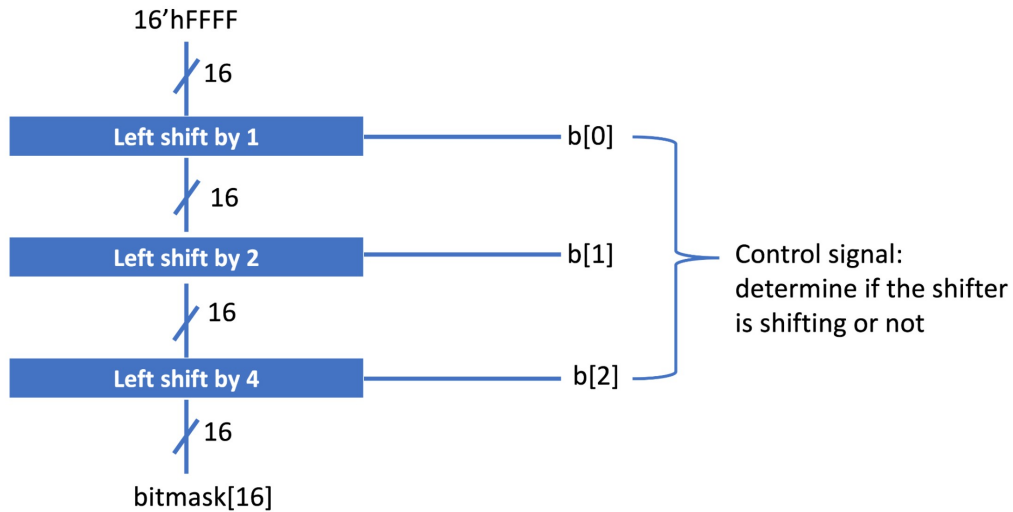 16’hFFFF
16
Left shift by 1
b[0]
16
Left shift by 2
b[1]
Control signal:
determine if the shifter
is shifting or not
16
Left shift by 4
b[2]
16
bitmask[16]